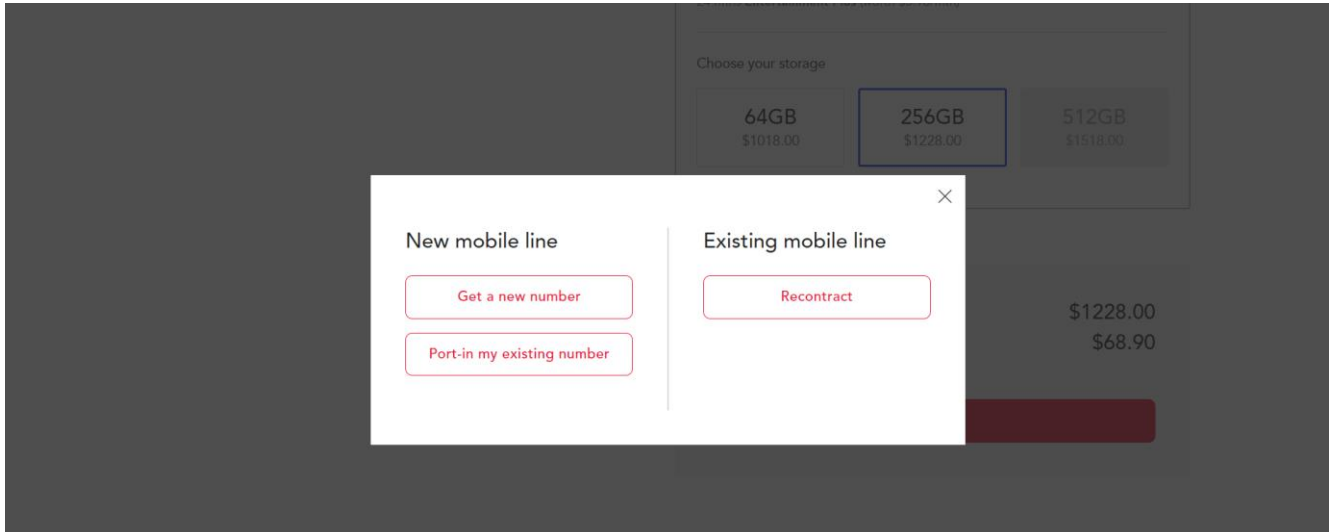 Choose your storage
64GB
$1018.00
256GB
$1228.00
512GB
$1518.00
New mobile line
Get a new number
Port-in my existing number
Existing mobile line
Recontract
$1228.00
$68.90